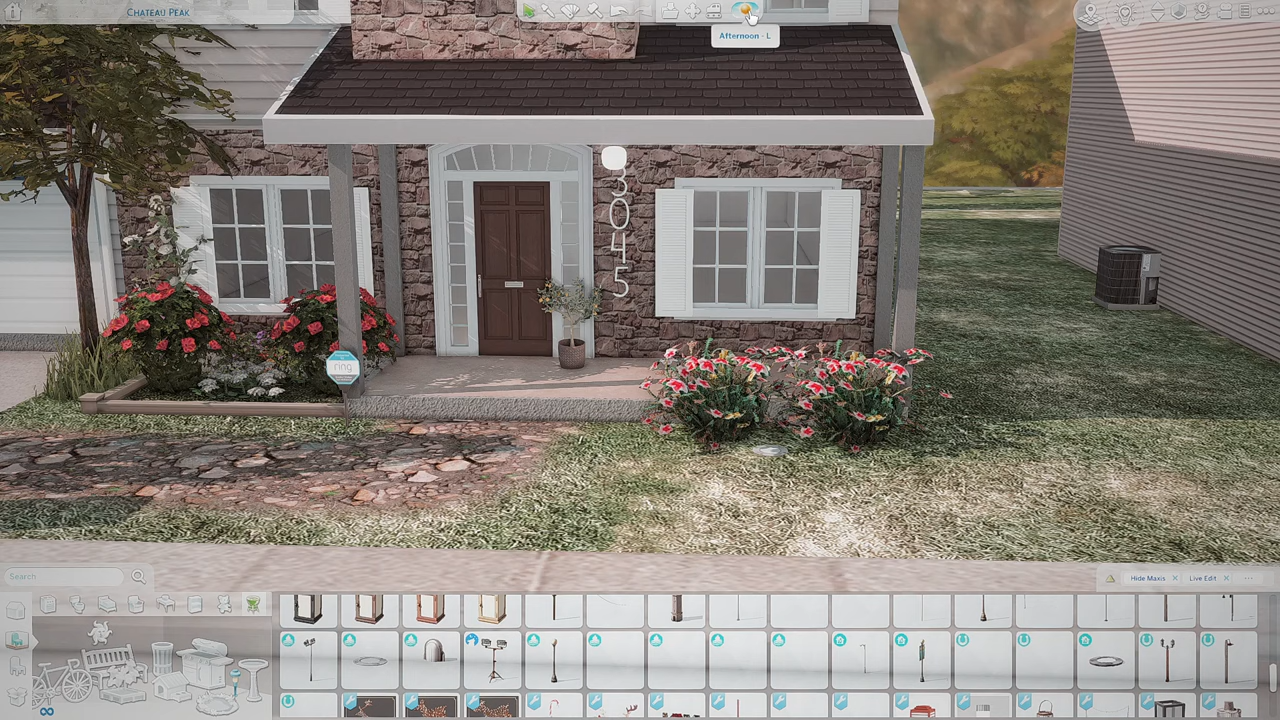 Chateau Peak
Afternoon - L
3045
ring
Search
Hide Maxis
Live Edit